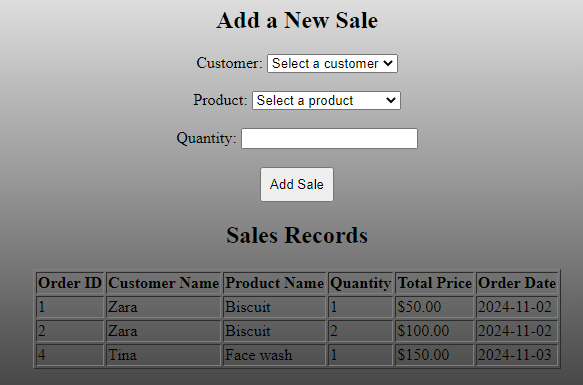 Add a New Sale
Customer: Select a customer
Product: Select a product
Quantity:
Add Sale
Sales Records
Order ID Customer Name Product Name Quantity Total Price Order Date
1 Zara Biscuit 1 $50.00 2024-11-02
2 Zara Biscuit 2 $100.00 2024-11-02
4 Tina Face wash 1 $150.00 2024-11-03